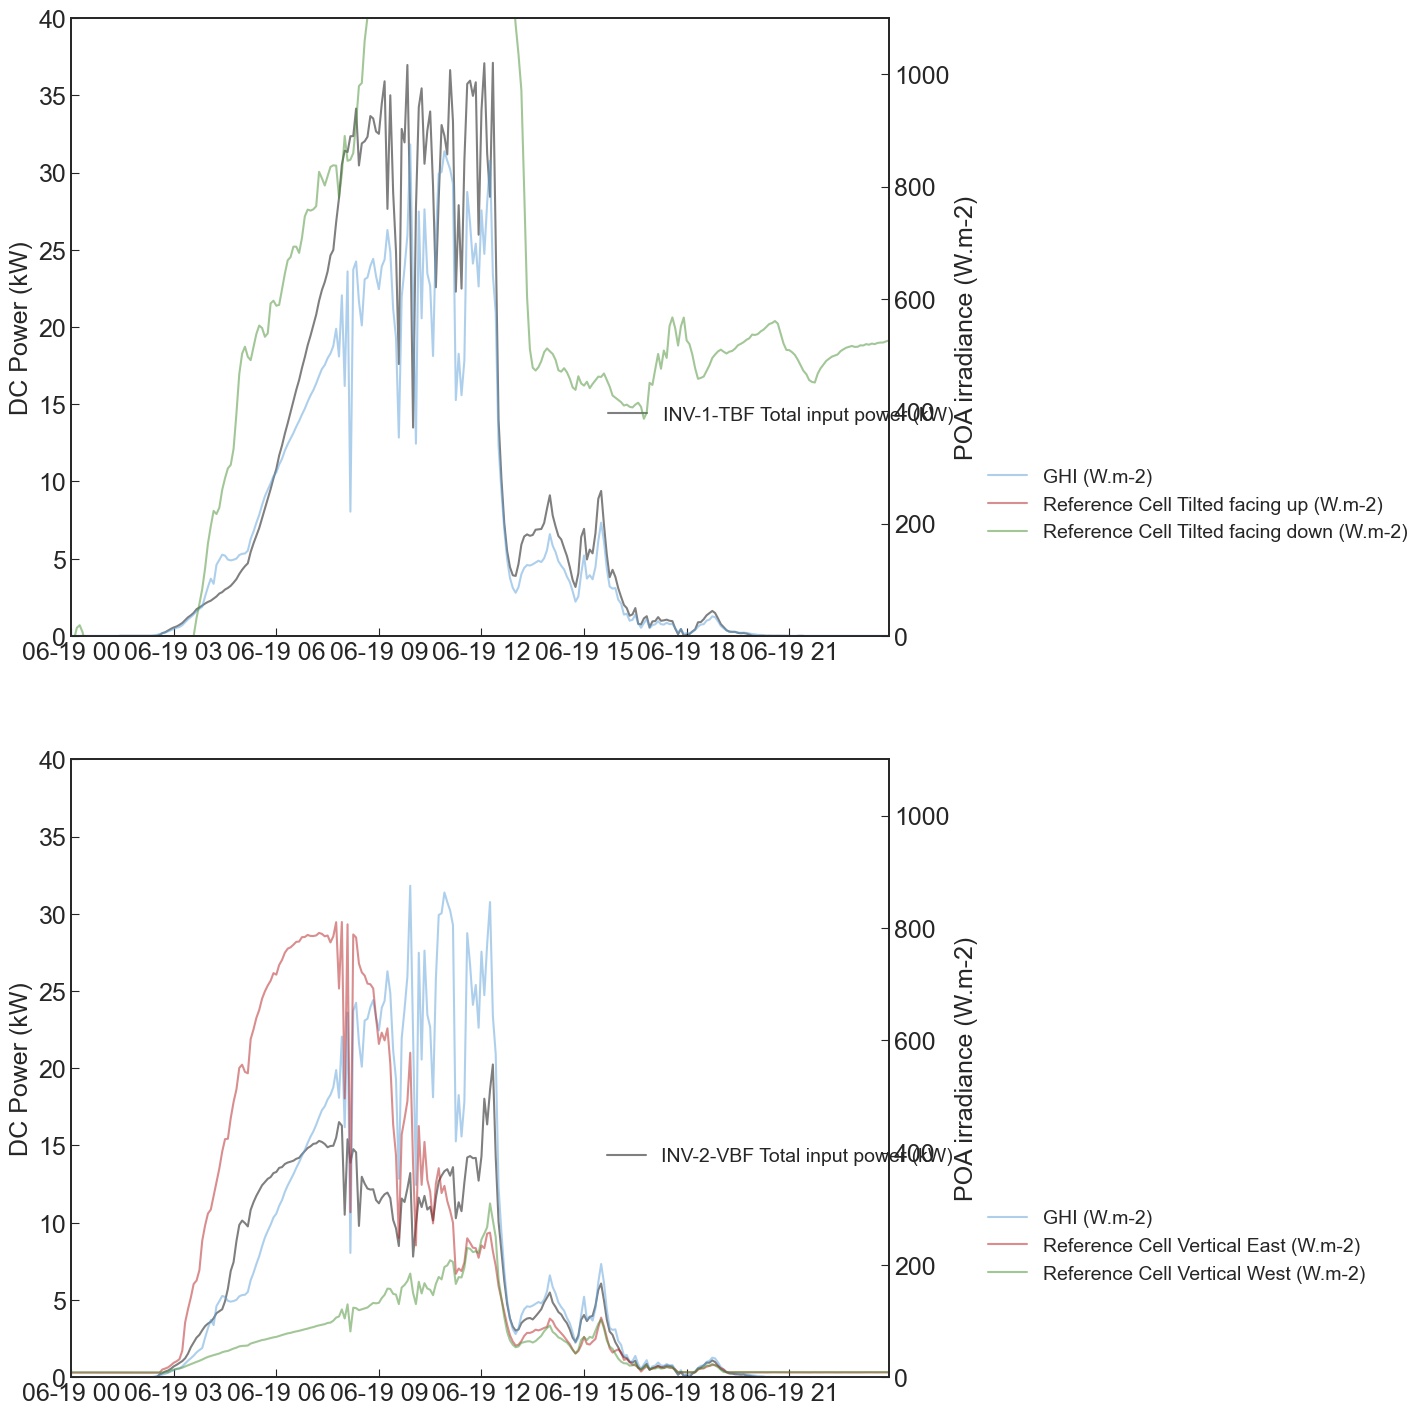 40
35
30
25
20
15
10
5
0
DC Power (kW)
1000
800
600
400
200
0
POA irradiance (W.m-2)
INV-1-TBF Total input power (kW)
GHI (W.m-2)
Reference Cell Tilted facing up (W.m-2)
Reference Cell Tilted facing down (W.m-2)
06-19 00 06-19 03 06-19 06 06-19 09 06-19 12 06-19 15 06-19 18 06-19 21
40
35
30
25
20
15
10
5
0
DC Power (kW)
1000
800
600
400
200
0
POA irradiance (W.m-2)
INV-2-VBF Total input power (kW)
GHI (W.m-2)
Reference Cell Vertical East (W.m-2)
Reference Cell Vertical West (W.m-2)
06-19 00 06-19 03 06-19 06 06-19 09 06-19 12 06-19 15 06-19 18 06-19 21